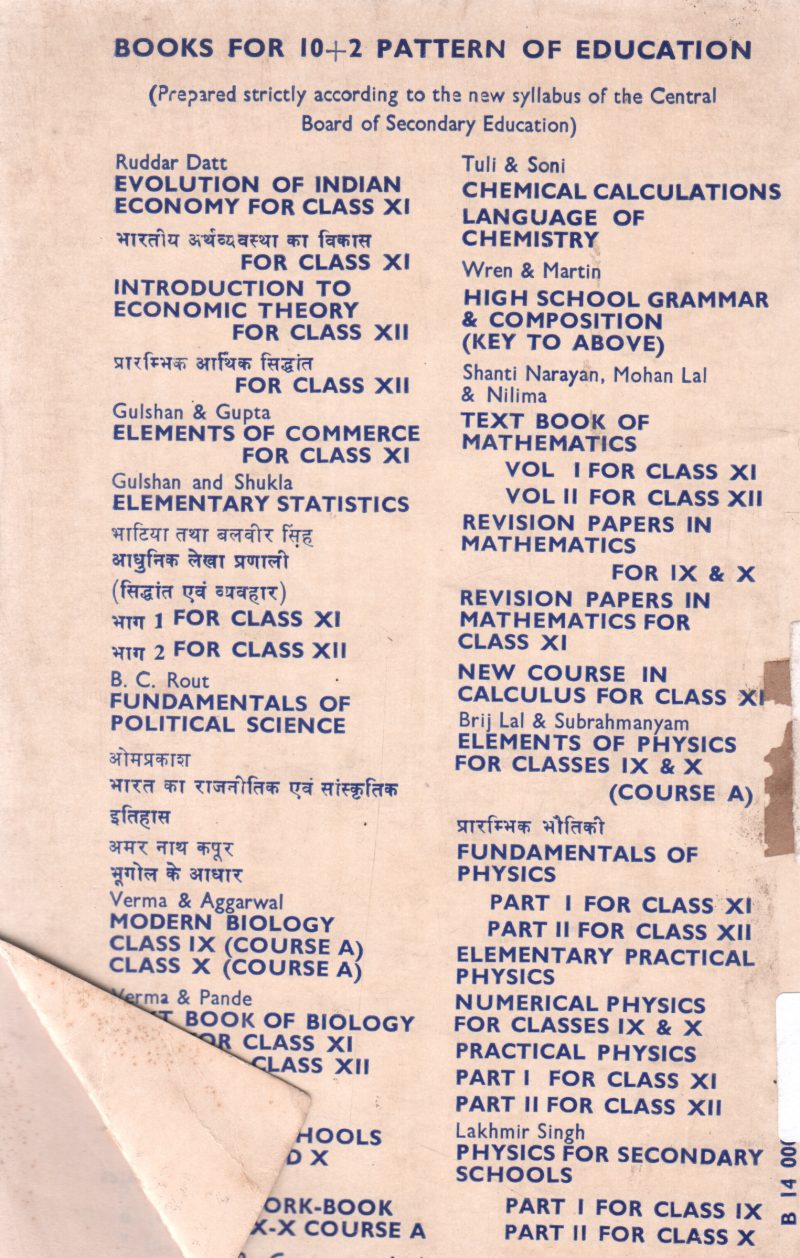 BOOKS FOR 10+2 PATTERN OF EDUCATION
(Prepared strictly according to the new syllabus of the Central
Board of Secondary Education)
Ruddar Datt
EVOLUTION OF INDIAN
ECONOMY FOR CLASS XI
भारतीय अर्थव्यवस्था का विकास
FOR CLASS XI
INTRODUCTION TO
ECONOMIC THEORY
FOR CLASS XII
प्रारम्भिक आर्थिक सिद्धांत
FOR CLASS XII
Gulshan & Gupta
ELEMENTS OF COMMERCE
FOR CLASS XI
Gulshan and Shukla
ELEMENTARY STATISTICS
भाटिया तथा बलवीर सिंह
आधुनिक लेखा प्रणाली
(सिद्धांत एवं व्यवहार)
भाग 1 FOR CLASS XI
भाग 2 FOR CLASS XII
B. C. Rout
FUNDAMENTALS OF
POLITICAL SCIENCE
ओमप्रकाश
भारत का राजनीतिक एवं सांस्कृतिक
इतिहास
अमर नाथ कपूर
भूगोल के आधार
Verma & Aggarwal
MODERN BIOLOGY
CLASS IX (COURSE A)
CLASS X (COURSE A)
Verma & Pande
BOOK OF BIOLOGY
CLASS XI
CLASS XII
X
X-X COURSE A
Tuli & Soni
CHEMICAL CALCULATIONS
LANGUAGE OF
CHEMISTRY
Wren & Martin
HIGH SCHOOL GRAMMAR
& COMPOSITION
(KEY TO ABOVE)
Shanti Narayan, Mohan Lal
& Nilima
TEXT BOOK OF
MATHEMATICS
VOL I FOR CLASS XI
VOL II FOR CLASS XII
REVISION PAPERS IN
MATHEMATICS
FOR IX & X
REVISION PAPERS IN
MATHEMATICS FOR
CLASS XI
NEW COURSE IN
CALCULUS FOR CLASS XI
Brij Lal & Subrahmanyam
ELEMENTS OF PHYSICS
FOR CLASSES IX & X
(COURSE A)
प्रारम्भिक भौतिकी
FUNDAMENTALS OF
PHYSICS
PART I FOR CLASS XI
PART II FOR CLASS XII
ELEMENTARY PRACTICAL
PHYSICS
NUMERICAL PHYSICS
FOR CLASSES IX & X
PRACTICAL PHYSICS
PART I FOR CLASS XI
PART II FOR CLASS XII
Lakhmir Singh
PHYSICS FOR SECONDARY
SCHOOLS
PART I FOR CLASS IX
PART II FOR CLASS X
B 14